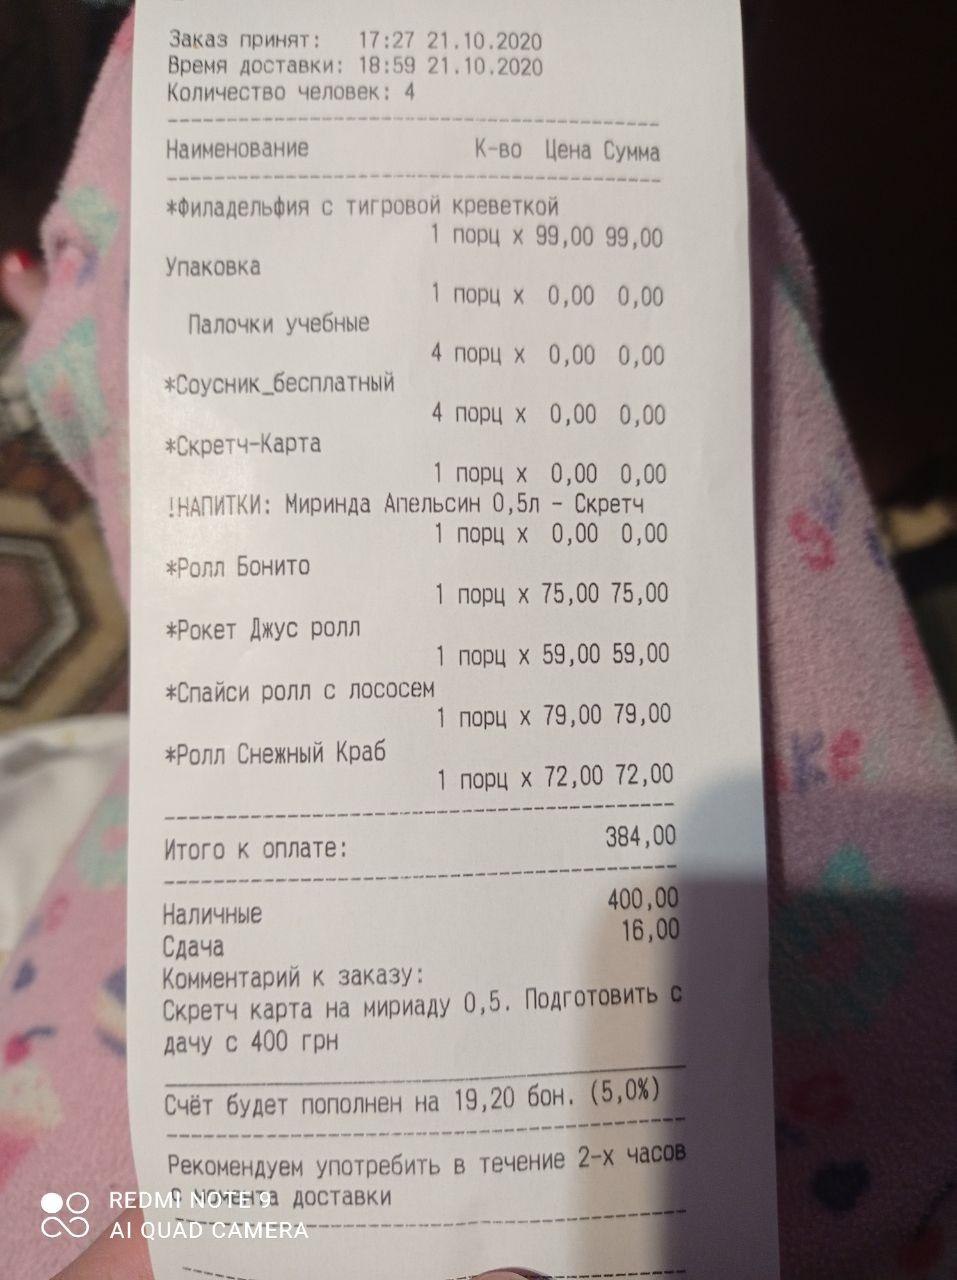 Заказ принят: 17:27 21.10.2020
Время доставки: 18:59 21.10.2020
Количество человек: 4
Наименование К-во Цена Сумма
*Филадельфия с тигровой креветкой
1 порц x 99,00 99,00
Упаковка
1 порц x 0,00 0,00
Палочки учебные
4 порц x 0,00 0,00
*Соусник_бесплатный
4 порц x 0,00 0,00
*Скретч-Карта
1 порц x 0,00 0,00
!НАПИТКИ: Миринда Апельсин 0,5л - Скретч
1 порц x 0,00 0,00
*Ролл Бонито
1 порц x 75,00 75,00
*Рокет Джус ролл
1 порц x 59,00 59,00
*Спайси ролл с лососем
1 порц x 79,00 79,00
*Ролл Снежный Краб
1 порц x 72,00 72,00
Итого к оплате: 384,00
Наличные 400,00
Сдача 16,00
Комментарий к заказу:
Скретч карта на мириаду 0,5. Подготовить с
дачу с 400 грн
Счёт будет пополнен на 19,20 бон. (5,0%)
Рекомендуем употребить в течение 2-х часов
с момента доставки
REDMI NOTE 9
AI QUAD CAMERA